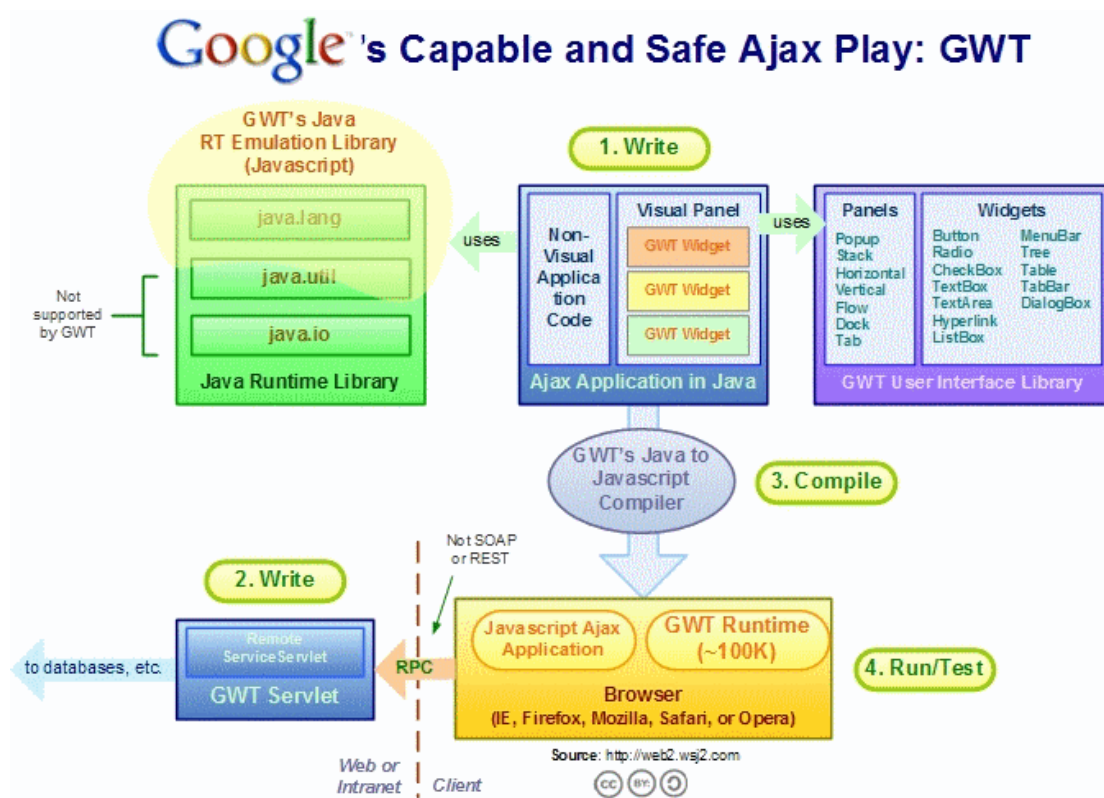 Google™'s Capable and Safe Ajax Play: GWT
GWT's Java
RT Emulation Library
(Javascript)
java.lang
java.util
java.io
Java Runtime Library
Not
supported
by GWT
uses
1. Write
Non-
Visual
Application
Code
Visual Panel
GWT Widget
GWT Widget
GWT Widget
Ajax Application in Java
uses
Panels
Popup
Stack
Horizontal
Vertical
Flow
Dock
Tab
Widgets
Button
Radio
CheckBox
TextBox
TextArea
Hyperlink
ListBox
MenuBar
Tree
Table
TabBar
DialogBox
GWT User Interface Library
GWT's Java to
Javascript
Compiler
3. Compile
Not SOAP
or REST
2. Write
Remote
ServiceServlet
GWT Servlet
to databases, etc.
RPC
Javascript Ajax
Application
GWT Runtime
(~100K)
Browser
(IE, Firefox, Mozilla, Safari, or Opera)
4. Run/Test
Web or
Intranet
Client
Source: http://web2.wsj2.com
cc BY: